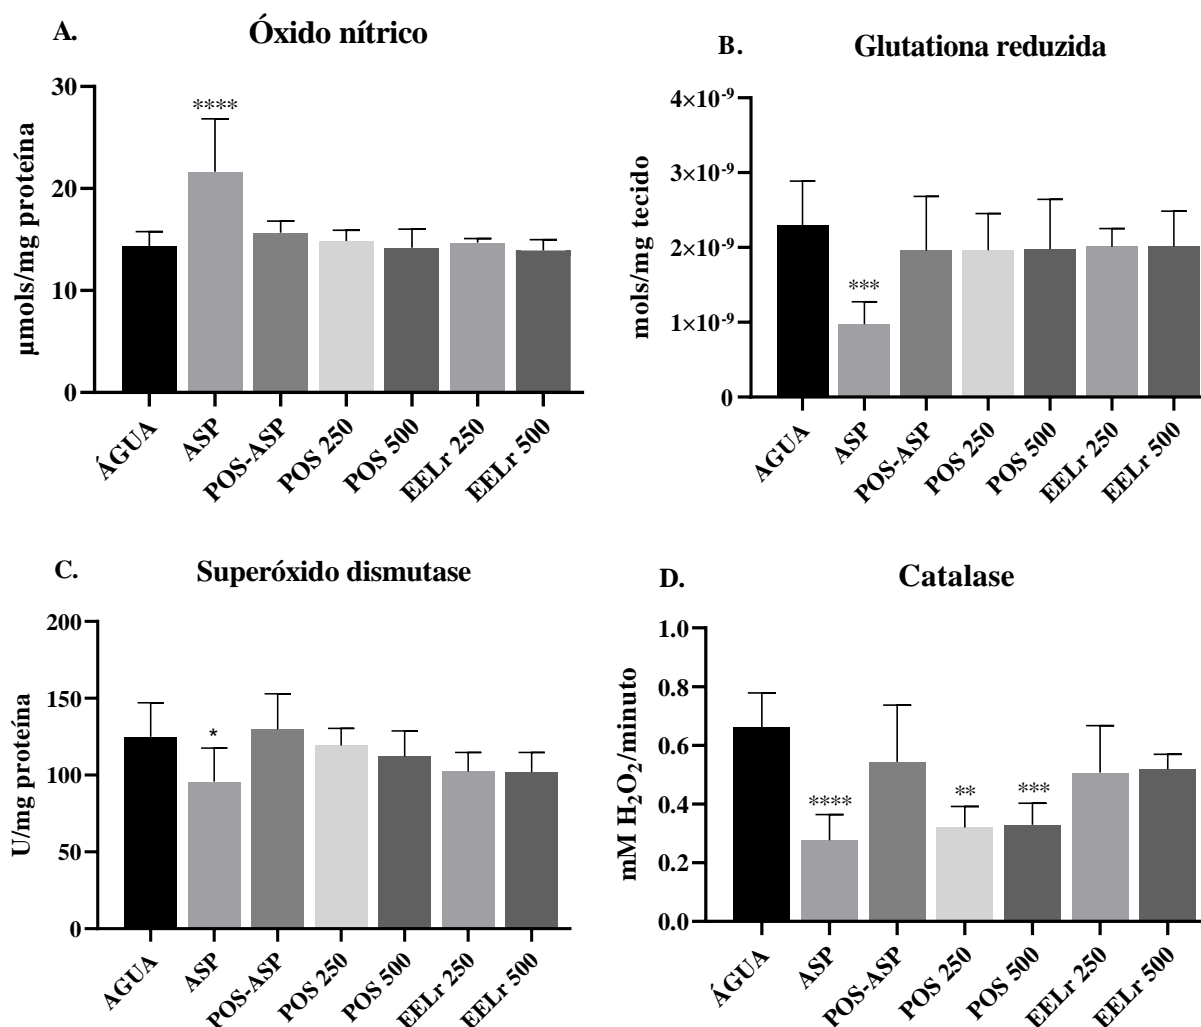 A.
Óxido nítrico
µmols/mg proteína
30
20
10
0
****
ÁGUA
ASP
POS-ASP
POS 250
POS 500
EELr 250
EELr 500
B.
Glutationa reduzida
mols/mg tecido
4×10⁻⁹
3×10⁻⁹
2×10⁻⁹
1×10⁻⁹
0
***
AGUA
ASP
POS-ASP
POS 250
POS 500
EELr 250
EELr 500
C.
Superóxido dismutase
U/mg proteína
200
150
100
50
0
*
ÁGUA
ASP
POS-ASP
POS 250
POS 500
EELr 250
EELr 500
D.
Catalase
mM H₂O₂/minuto
1.0
0.8
0.6
0.4
0.2
0.0
****
**
***
ÁGUA
ASP
POS-ASP
POS 250
POS 500
EELr 250
EELr 500